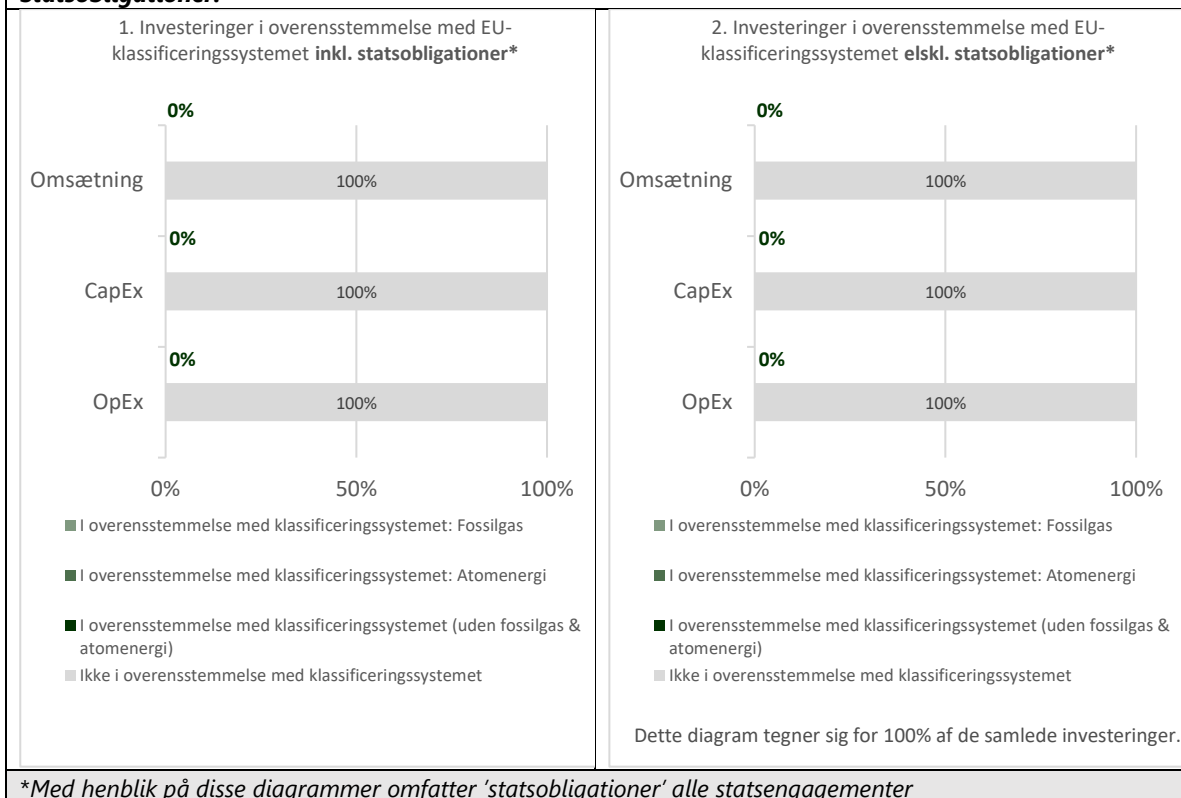 statsobligationer.
1. Investeringer i overensstemmelse med EU-
klassificeringssystemet inkl. statsobligationer*
0%
Omsætning
100%
0%
CapEx
100%
0%
OpEx
100%
0%
50%
100%
I overensstemmelse med klassificeringssystemet: Fossilgas
I overensstemmelse med klassificeringssystemet: Atomenergi
I overensstemmelse med klassificeringssystemet (uden fossilgas &
atomenergi)
Ikke i overensstemmelse med klassificeringssystemet
2. Investeringer i overensstemmelse med EU-
klassificeringssystemet elskl. statsobligationer*
0%
Omsætning
100%
0%
CapEx
100%
0%
OpEx
100%
0%
50%
100%
I overensstemmelse med klassificeringssystemet: Fossilgas
I overensstemmelse med klassificeringssystemet: Atomenergi
I overensstemmelse med klassificeringssystemet (uden fossilgas &
atomenergi)
Ikke i overensstemmelse med klassificeringssystemet
Dette diagram tegner sig for 100% af de samlede investeringer.
*Med henblik på disse diagrammer omfatter 'statsobligationer' alle statsengagementer